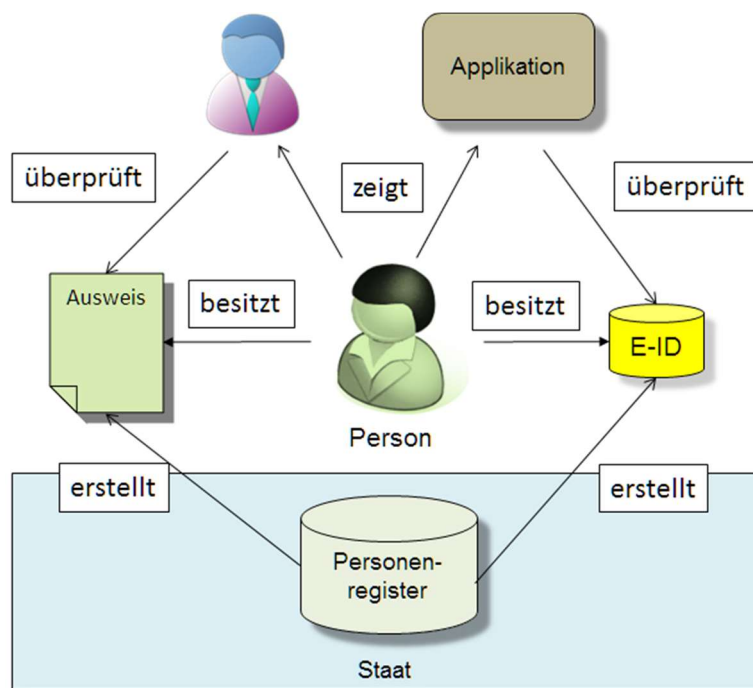 Applikation
überprüft
zeigt
überprüft
Ausweis
besitzt
besitzt
E-ID
Person
erstellt
erstellt
Personen-
register
Staat